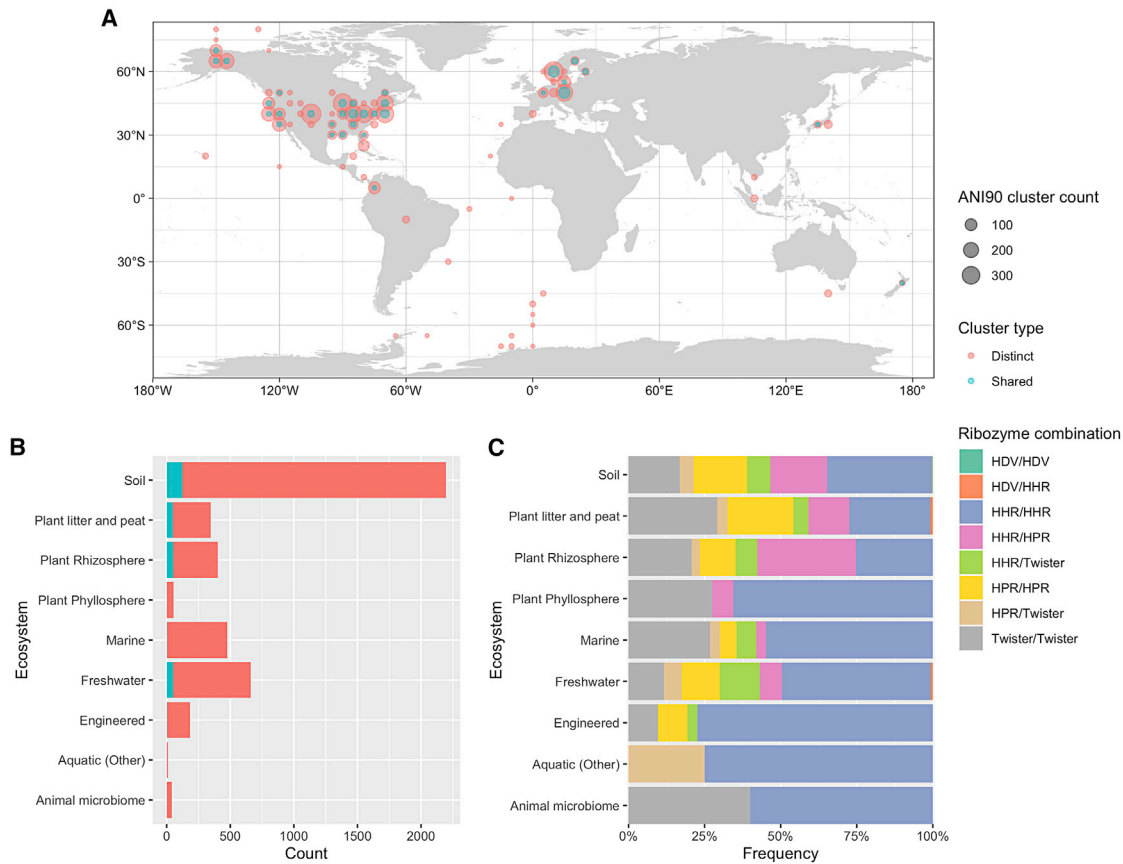 A
60°N
30°N
0°
30°S
60°S
180°W
120°W
60°W
0°
60°E
120°E
180°
ANI90 cluster count
100
200
300
Cluster type
Distinct
Shared
B
Ecosystem
Soil
Plant litter and peat
Plant Rhizosphere
Plant Phyllosphere
Marine
Freshwater
Engineered
Aquatic (Other)
Animal microbiome
0
500
1000
1500
2000
Count
C
Ecosystem
Soil
Plant litter and peat
Plant Rhizosphere
Plant Phyllosphere
Marine
Freshwater
Engineered
Aquatic (Other)
Animal microbiome
0%
25%
50%
75%
100%
Frequency
Ribozyme combination
HDV/HDV
HDV/HHR
HHR/HHR
HHR/HPR
HHR/Twister
HPR/HPR
HPR/Twister
Twister/Twister